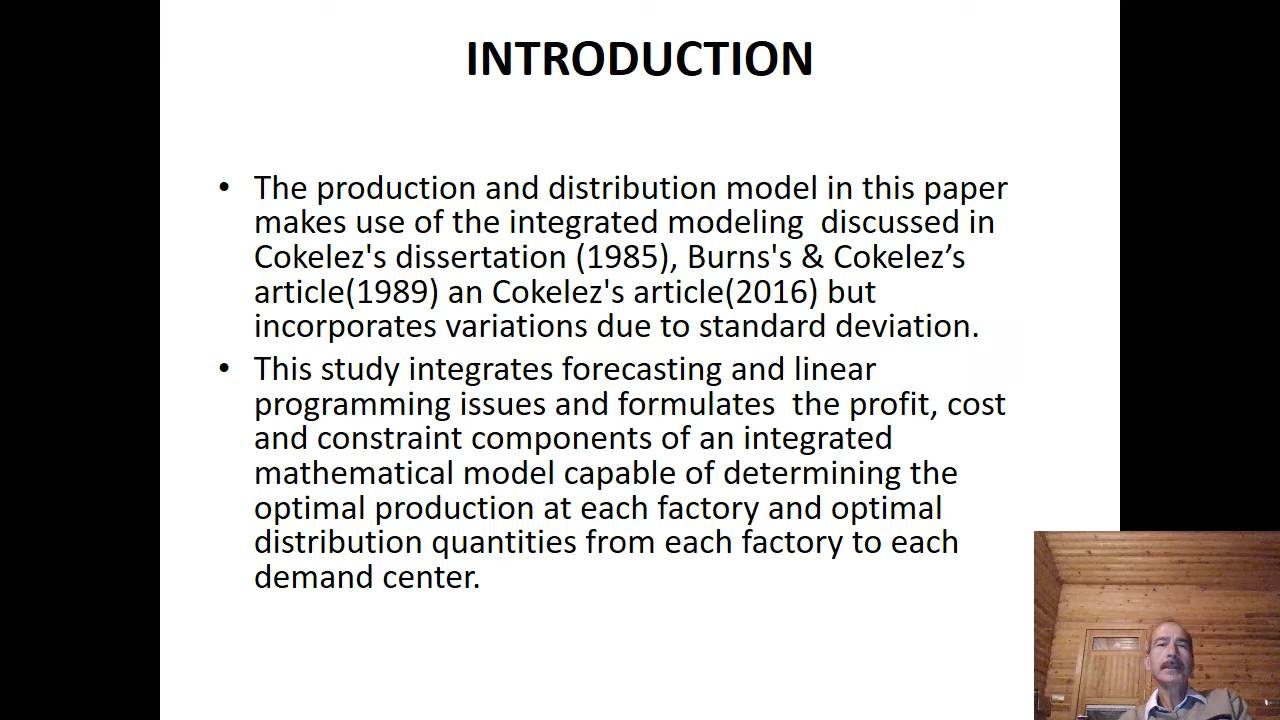 INTRODUCTION
• The production and distribution model in this paper
makes use of the integrated modeling  discussed in
Cokelez's dissertation (1985), Burns's & Cokelez’s
article(1989) an Cokelez's article(2016) but
incorporates variations due to standard deviation.
• This study integrates forecasting and linear
programming issues and formulates  the profit, cost
and constraint components of an integrated
mathematical model capable of determining the
optimal production at each factory and optimal
distribution quantities from each factory to each
demand center.